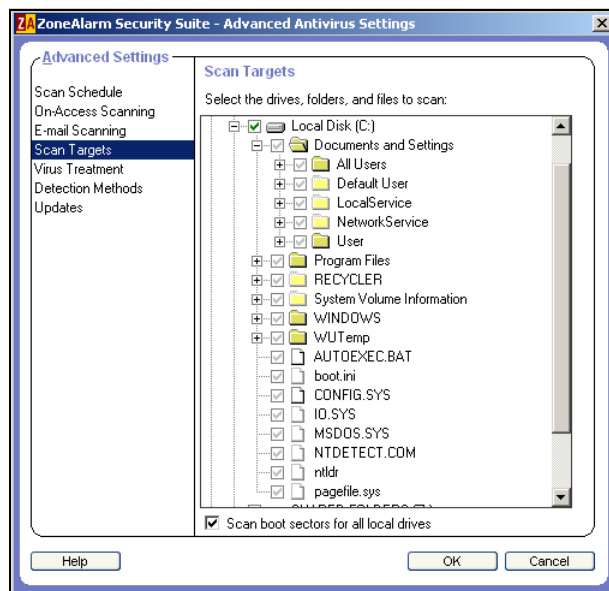 ZA ZoneAlarm Security Suite - Advanced Antivirus Settings
Advanced Settings
Scan Schedule
On-Access Scanning
E-mail Scanning
Scan Targets
Virus Treatment
Detection Methods
Updates
Scan Targets
Select the drives, folders, and files to scan:
Local Disk (C:)
Documents and Settings
All Users
Default User
LocalService
NetworkService
User
Program Files
RECYCLER
System Volume Information
WINDOWS
WUTemp
AUTOEXEC.BAT
boot.ini
CONFIG.SYS
IO.SYS
MSDOS.SYS
NTDETECT.COM
ntldr
pagefile.sys
Scan boot sectors for all local drives
Help
OK
Cancel